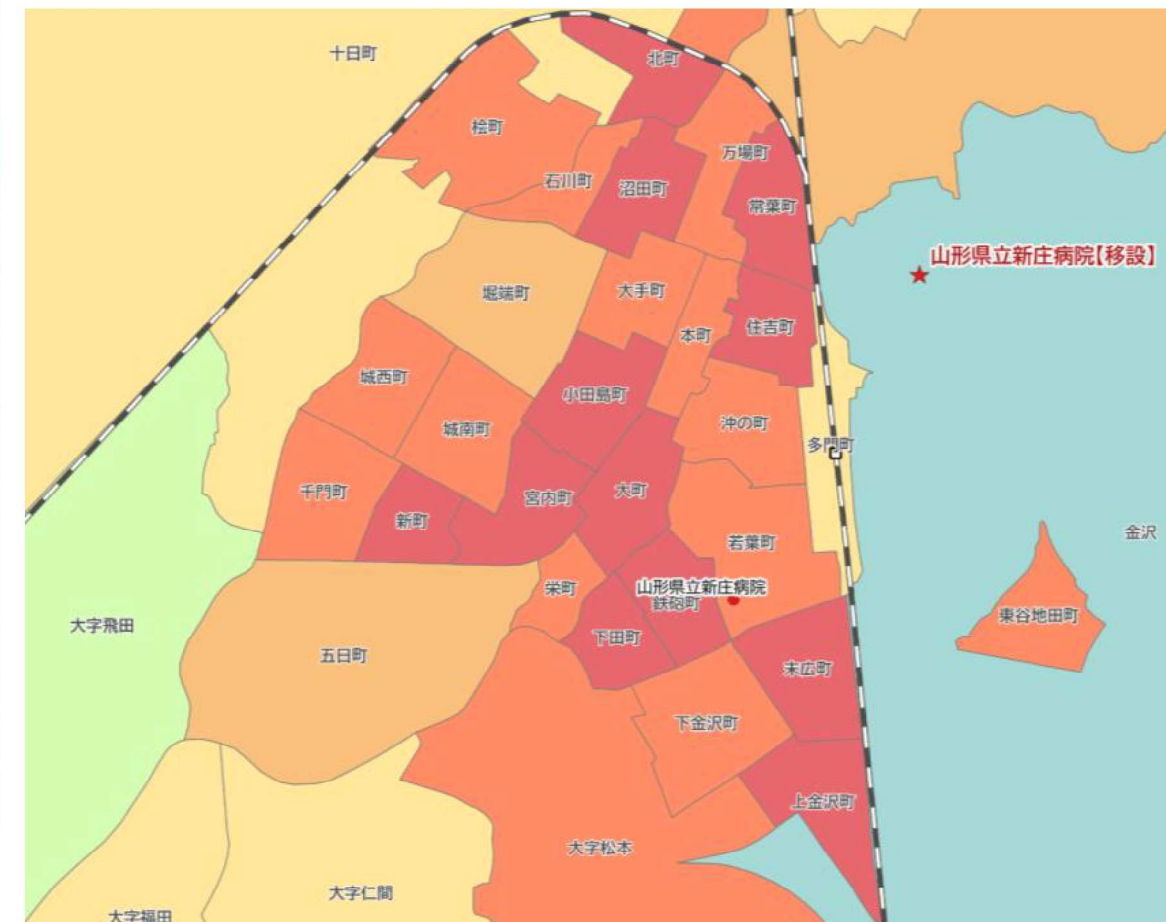 十日町
北町
桧町
万場町
石川町
沼田町
常葉町
山形県立新庄病院【移設】
堀端町
大手町
住吉町
本町
城西町
小田島町
沖の町
城南町
多門町
千門町
宮内町
大町
新町
金沢
若葉町
栄町
山形県立新庄病院
鉄砲町
東谷地田町
大字飛田
下田町
五日町
末広町
下金沢町
上金沢町
大字松本
大字仁間
大字福田